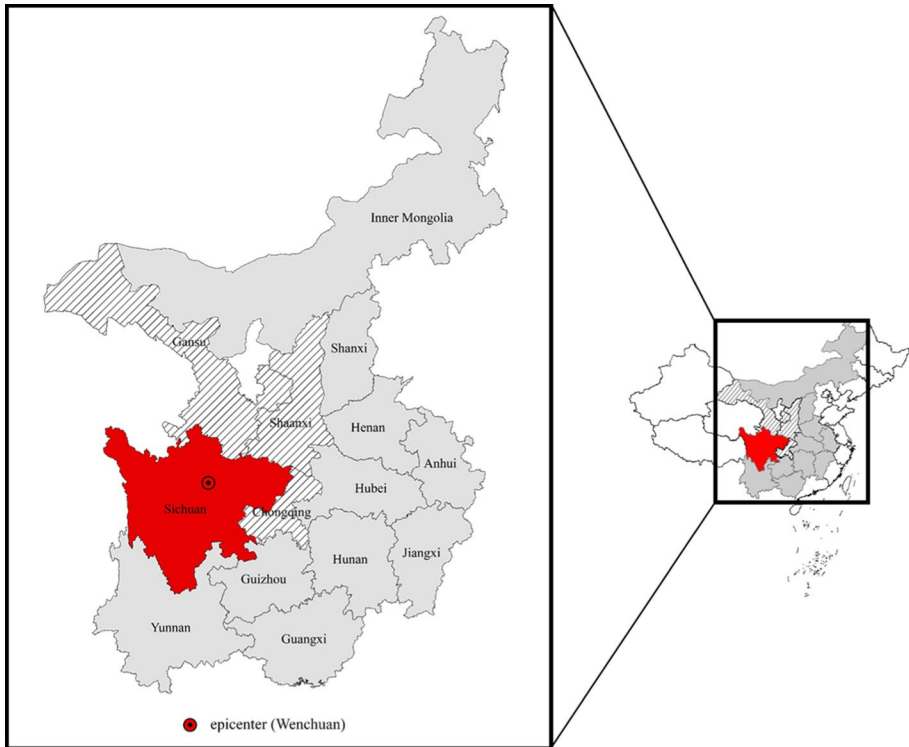 Inner Mongolia
Gansu
Shanxi
Shaanxi
Henan
Anhui
Hubei
Sichuan
Chongqing
Hunan
Jiangxi
Guizhou
Yunnan
Guangxi
epicenter (Wenchuan)